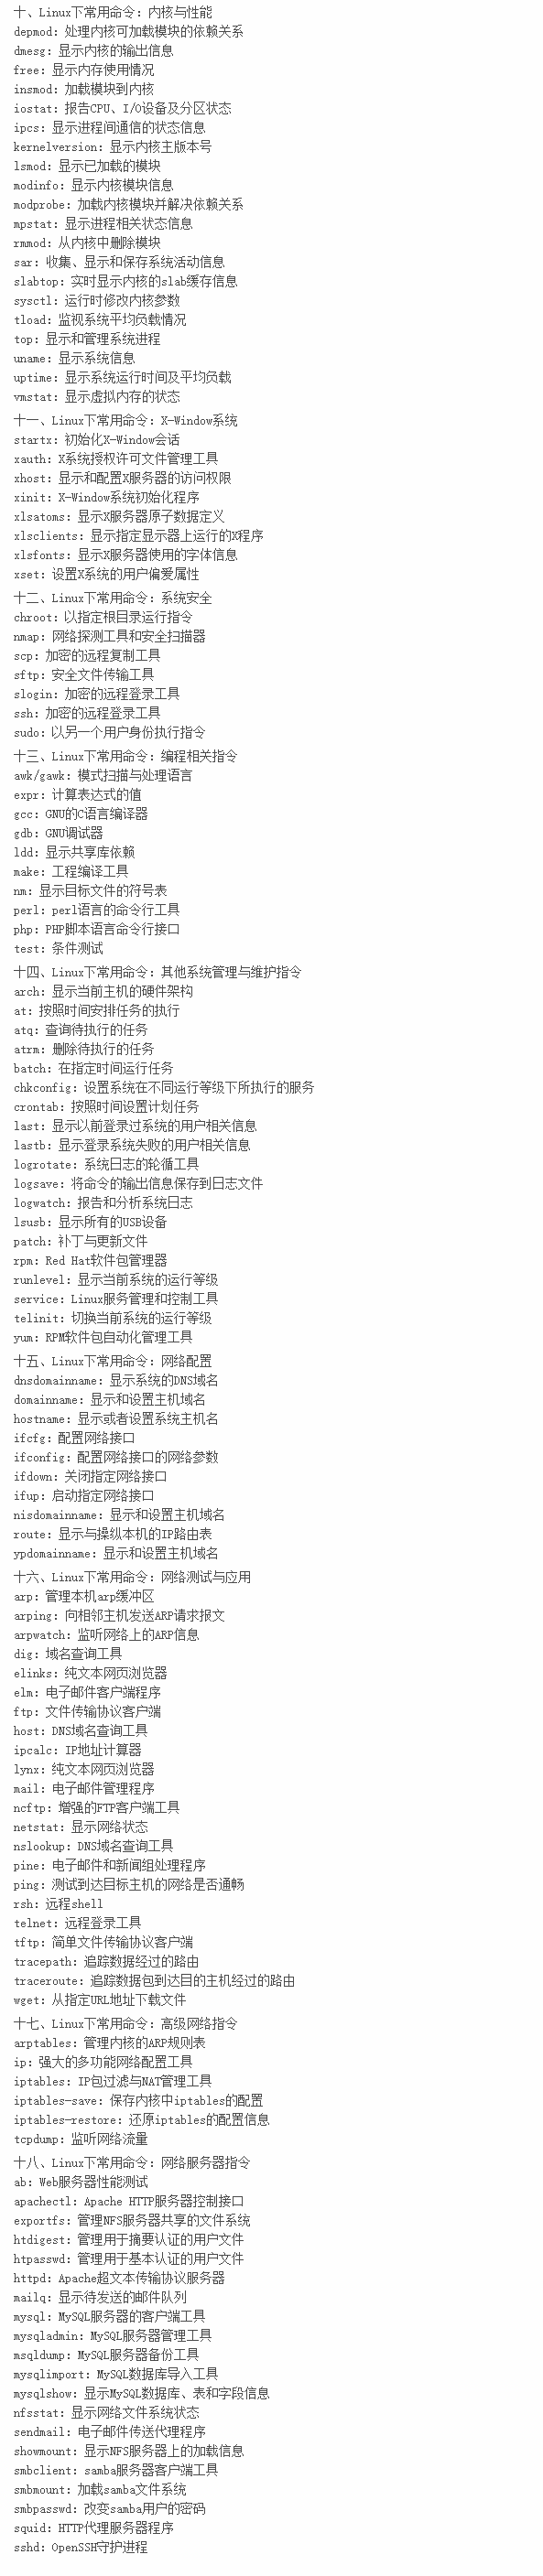 十、Linux下常用命令：内核与性能
depmod：处理内核可加载模块的依赖关系
dmesg：显示内核的输出信息
free：显示内存使用情况
insmod：加载模块到内核
iostat：报告CPU、I/O设备及分区状态
ipcs：显示进程间通信的状态信息
kernelversion：显示内核主版本号
lsmod：显示已加载的模块
modinfo：显示内核模块信息
modprobe：加载内核模块并解决依赖关系
mpstat：显示进程相关状态信息
rmmod：从内核中删除模块
sar：收集、显示和保存系统活动信息
slabtop：实时显示内核的slab缓存信息
sysctl：运行时修改内核参数
tload：监视系统平均负载情况
top：显示和管理系统进程
uname：显示系统信息
uptime：显示系统运行时间及平均负载
vmstat：显示虚拟内存的状态
十一、Linux下常用命令：X-Window系统
startx：初始化X-Window会话
xauth：X系统授权许可文件管理工具
xhost：显示和配置X服务器的访问权限
xinit：X-Window系统初始化程序
xlsatoms：显示X服务器原子数据定义
xlsclients：显示指定显示器上运行的X程序
xlsfonts：显示X服务器使用的字体信息
xset：设置X系统的用户偏爱属性
十二、Linux下常用命令：系统安全
chroot：以指定根目录运行指令
nmap：网络探测工具和安全扫描器
scp：加密的远程复制工具
sftp：安全文件传输工具
slogin：加密的远程登录工具
ssh：加密的远程登录工具
sudo：以另一个用户身份执行指令
十三、Linux下常用命令：编程相关指令
awk/gawk：模式扫描与处理语言
expr：计算表达式的值
gcc：GNU的C语言编译器
gdb：GNU调试器
ldd：显示共享库依赖
make：工程编译工具
nm：显示目标文件的符号表
perl：perl语言的命令行工具
php：PHP脚本语言命令行接口
test：条件测试
十四、Linux下常用命令：其他系统管理与维护指令
arch：显示当前主机的硬件架构
at：按照时间安排任务的执行
atq：查询待执行的任务
atrm：删除待执行的任务
batch：在指定时间运行任务
chkconfig：设置系统在不同运行等级下所执行的服务
crontab：按照时间设置计划任务
last：显示以前登录过系统的用户相关信息
lastb：显示登录系统失败的用户相关信息
logrotate：系统日志的轮循工具
logsave：将命令的输出信息保存到日志文件
logwatch：报告和分析系统日志
lsusb：显示所有的USB设备
patch：补丁与更新文件
rpm：Red Hat软件包管理器
runlevel：显示当前系统的运行等级
service：Linux服务管理和控制工具
telinit：切换当前系统的运行等级
yum：RPM软件包自动化管理工具
十五、Linux下常用命令：网络配置
dnsdomainname：显示系统的DNS域名
domainname：显示和设置主机域名
hostname：显示或者设置系统主机名
ifcfg：配置网络接口
ifconfig：配置网络接口的网络参数
ifdown：关闭指定网络接口
ifup：启动指定网络接口
nisdomainname：显示和设置主机域名
route：显示与操纵本机的IP路由表
ypdomainname：显示和设置主机域名
十六、Linux下常用命令：网络测试与应用
arp：管理本机arp缓冲区
arping：向相邻主机发送ARP请求报文
arpwatch：监听网络上的ARP信息
dig：域名查询工具
elinks：纯文本网页浏览器
elm：电子邮件客户端程序
ftp：文件传输协议客户端
host：DNS域名查询工具
ipcalc：IP地址计算器
lynx：纯文本网页浏览器
mail：电子邮件管理程序
ncftp：增强的FTP客户端工具
netstat：显示网络状态
nslookup：DNS域名查询工具
pine：电子邮件和新闻组处理程序
ping：测试到达目标主机的网络是否通畅
rsh：远程shell
telnet：远程登录工具
tftp：简单文件传输协议客户端
tracepath：追踪数据经过的路由
traceroute：追踪数据包到达目的主机经过的路由
wget：从指定URL地址下载文件
十七、Linux下常用命令：高级网络指令
arptables：管理内核的ARP规则表
ip：强大的多功能网络配置工具
iptables：IP包过滤与NAT管理工具
iptables-save：保存内核中iptables的配置
iptables-restore：还原iptables的配置信息
tcpdump：监听网络流量
十八、Linux下常用命令：网络服务器指令
ab：Web服务器性能测试
apachectl：Apache HTTP服务器控制接口
exportfs：管理NFS服务器共享的文件系统
htdigest：管理用于摘要认证的用户文件
htpasswd：管理用于基本认证的用户文件
httpd：Apache超文本传输协议服务器
mailq：显示待发送的邮件队列
mysql：MySQL服务器的客户端工具
mysqladmin：MySQL服务器管理工具
msqldump：MySQL服务器备份工具
mysqlimport：MySQL数据库导入工具
mysqlshow：显示MySQL数据库、表和字段信息
nfsstat：显示网络文件系统状态
sendmail：电子邮件传送代理程序
showmount：显示NFS服务器上的加载信息
smbclient：samba服务器客户端工具
smbmount：加载samba文件系统
smbpasswd：改变samba用户的密码
squid：HTTP代理服务器程序
sshd：OpenSSH守护进程